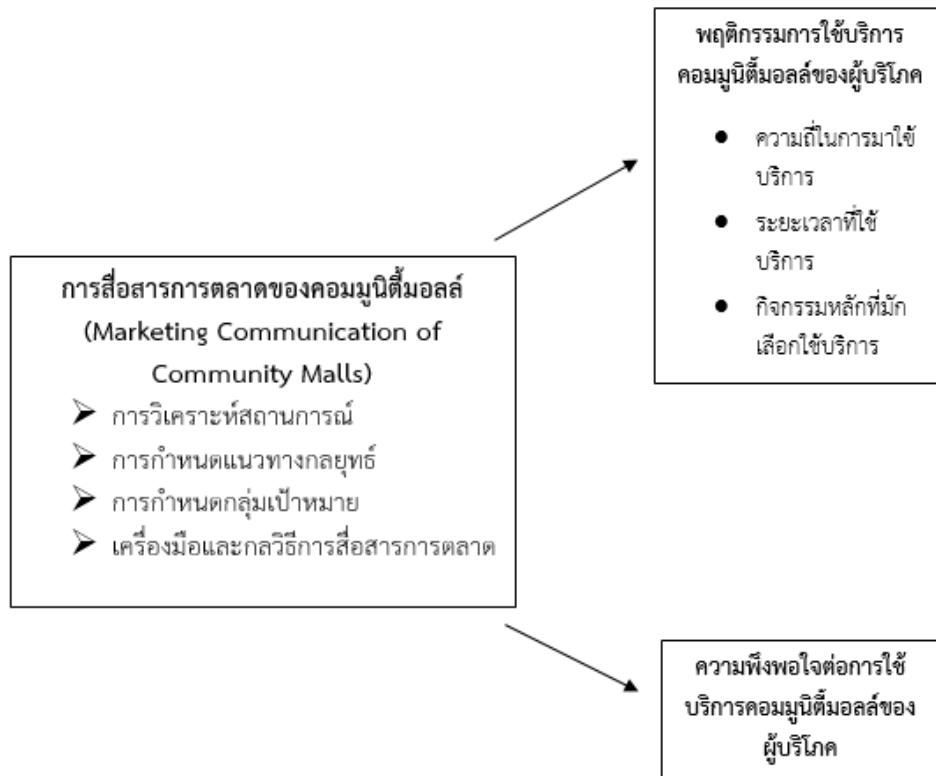 พฤติกรรมการใช้บริการ
คอมมูนิตี้มอลล์ของผู้บริโภค
● ความถี่ในการมาใช้
บริการ
● ระยะเวลาที่ใช้
บริการ
● กิจกรรมหลักที่มัก
เลือกใช้บริการ
การสื่อสารการตลาดของคอมมูนิตี้มอลล์
(Marketing Communication of
Community Malls)
➤ การวิเคราะห์สถานการณ์
➤ การกำหนดแนวทางกลยุทธ์
➤ การกำหนดกลุ่มเป้าหมาย
➤ เครื่องมือและกลวิธีการสื่อสารการตลาด
ความพึงพอใจต่อการใช้
บริการคอมมูนิตี้มอลล์ของ
ผู้บริโภค